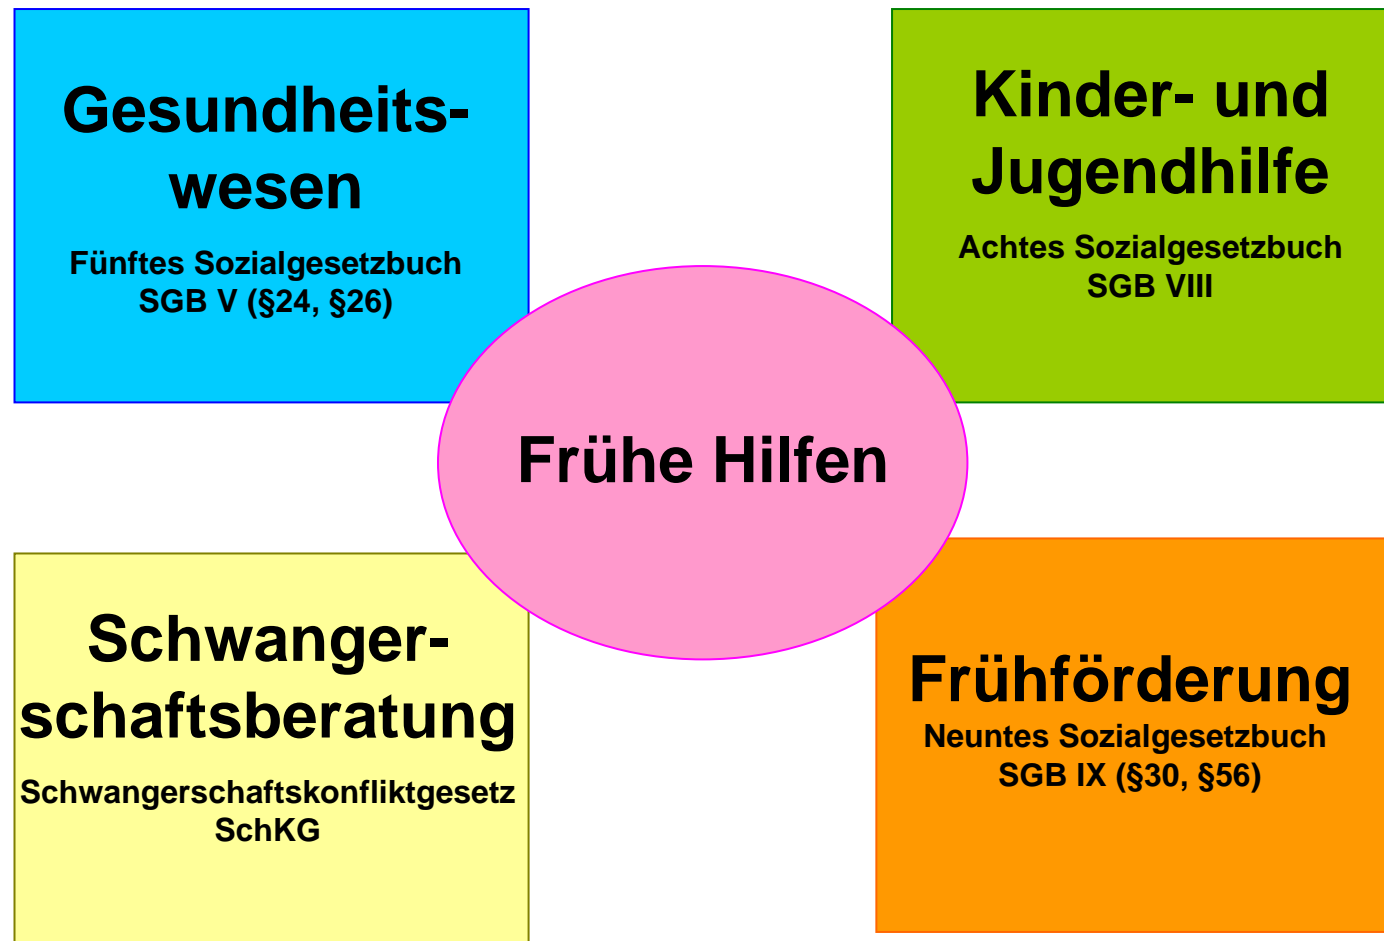 Gesundheits-
wesen
Fünftes Sozialgesetzbuch
SGB V (§24, §26)
Kinder- und
Jugendhilfe
Achtes Sozialgesetzbuch
SGB VIII
Frühe Hilfen
Schwanger-
schaftsberatung
Schwangerschaftskonfliktgesetz
SchKG
Frühförderung
Neuntes Sozialgesetzbuch
SGB IX (§30, §56)